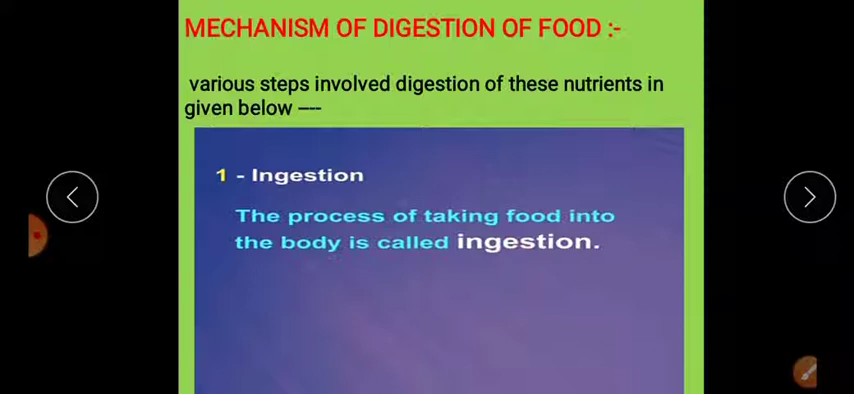 MECHANISM OF DIGESTION OF FOOD :-
various steps involved digestion of these nutrients in
given below ----
1 - Ingestion
The process of taking food into
the body is called ingestion.